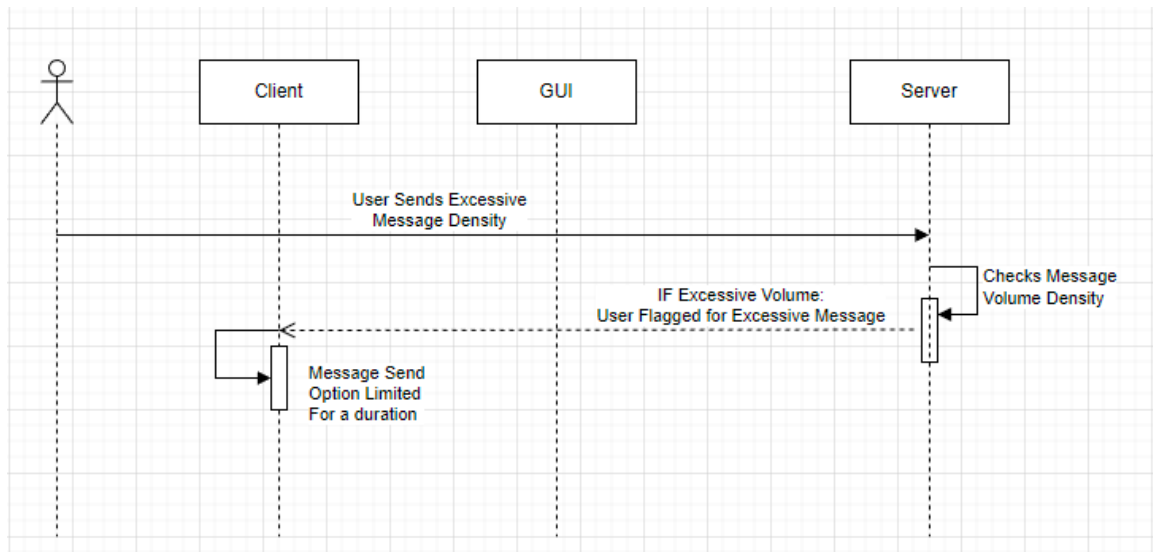 Client
GUI
Server
User Sends Excessive
Message Density
Checks Message
Volume Density
IF Excessive Volume:
User Flagged for Excessive Message
Message Send
Option Limited
For a duration